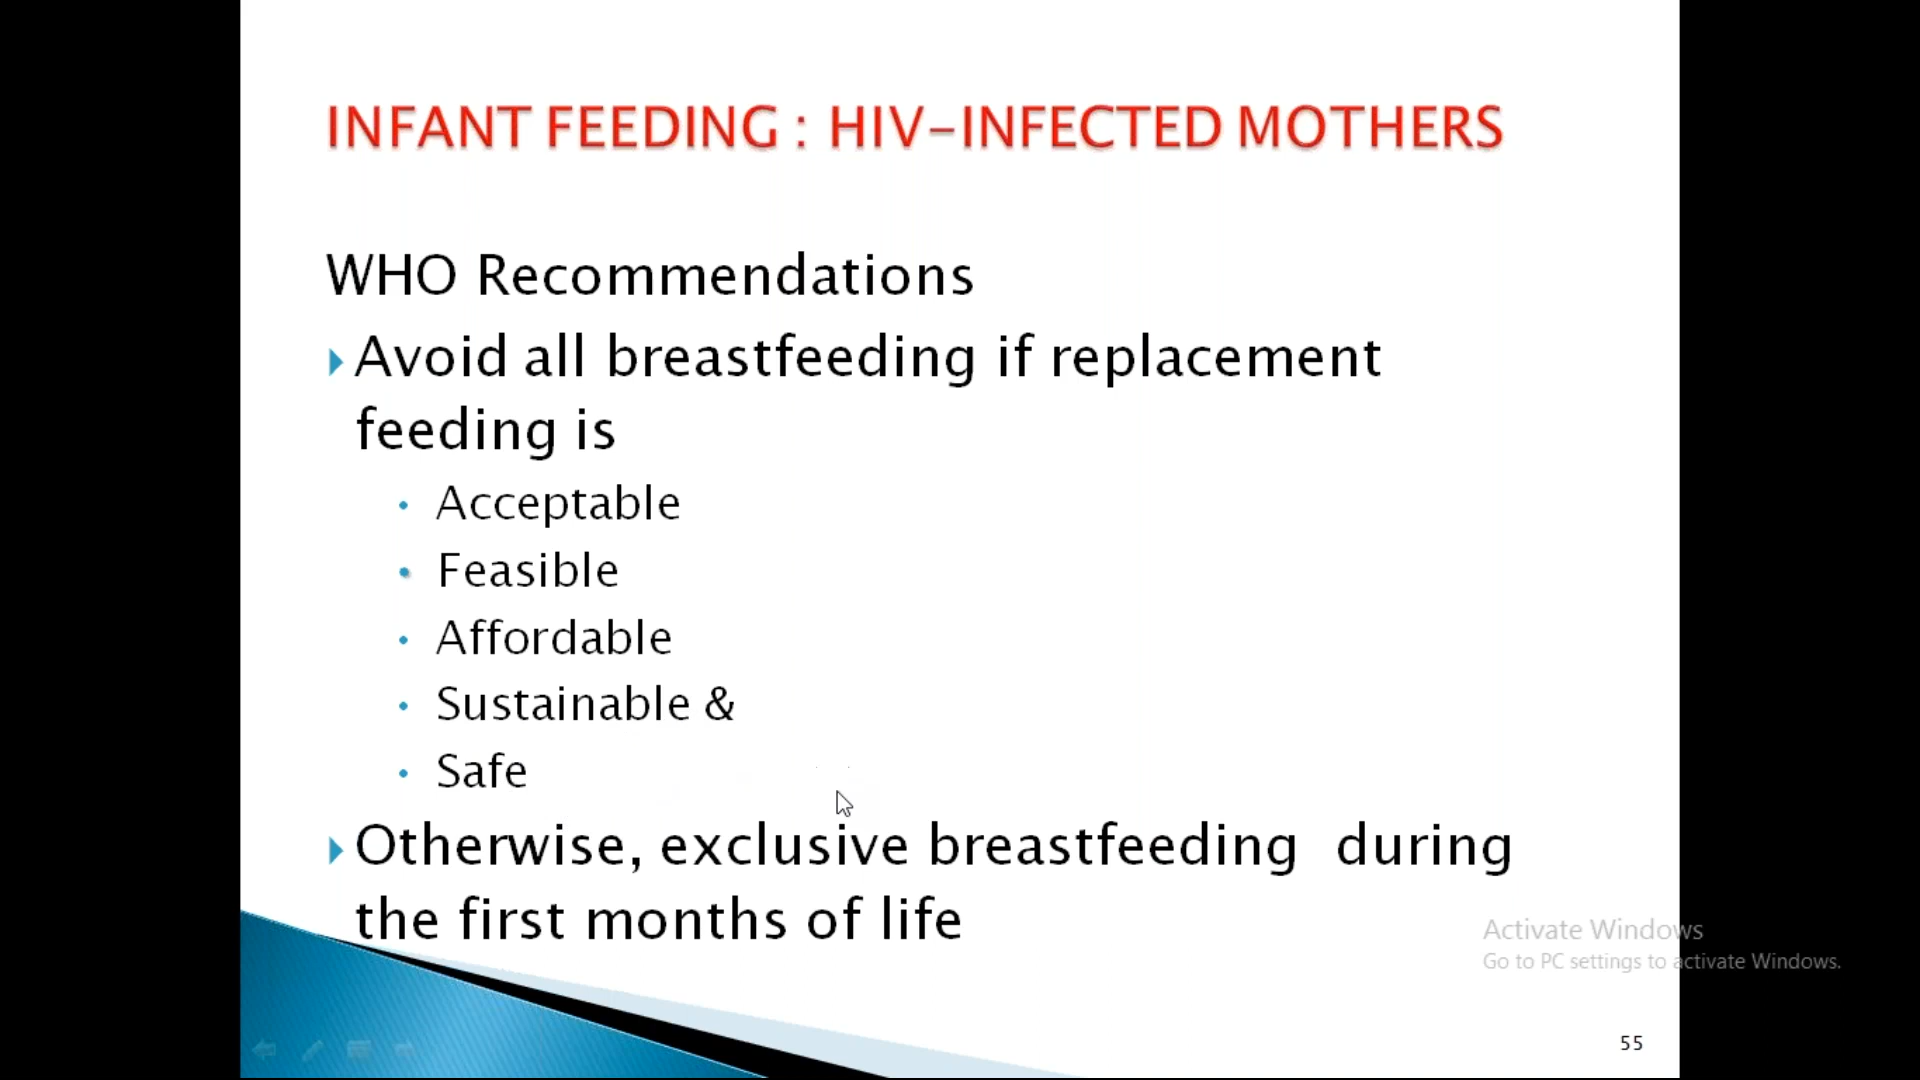 INFANT FEEDING : HIV-INFECTED MOTHERS
WHO Recommendations
Avoid all breastfeeding if replacement
feeding is
• Acceptable
• Feasible
• Affordable
• Sustainable &
• Safe
Otherwise, exclusive breastfeeding during
the first months of life
Activate Windows
Go to PC settings to activate Windows.
55